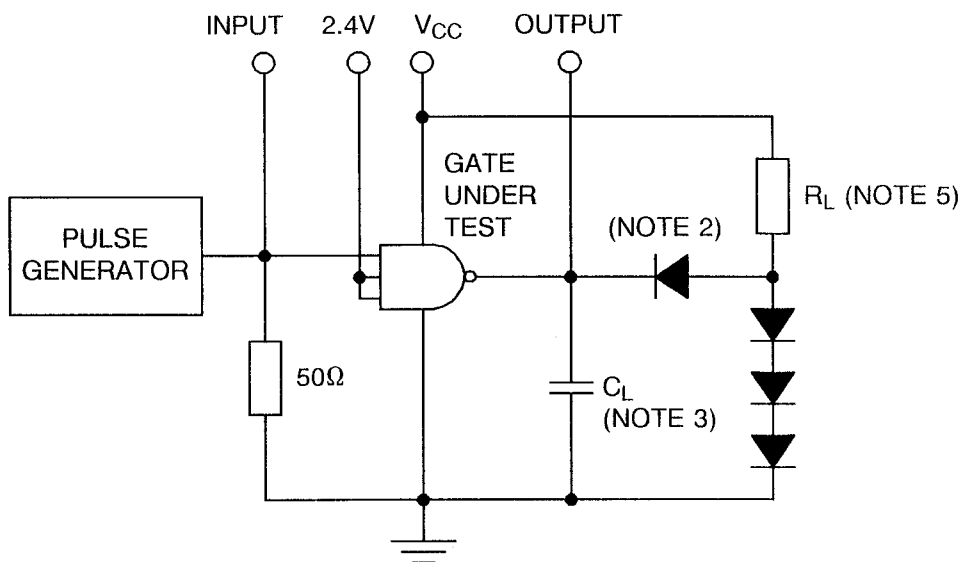 INPUT 2.4V VCC OUTPUT
GATE
UNDER
TEST
RL (NOTE 5)
(NOTE 2)
PULSE
GENERATOR
50Ω
CL
(NOTE 3)